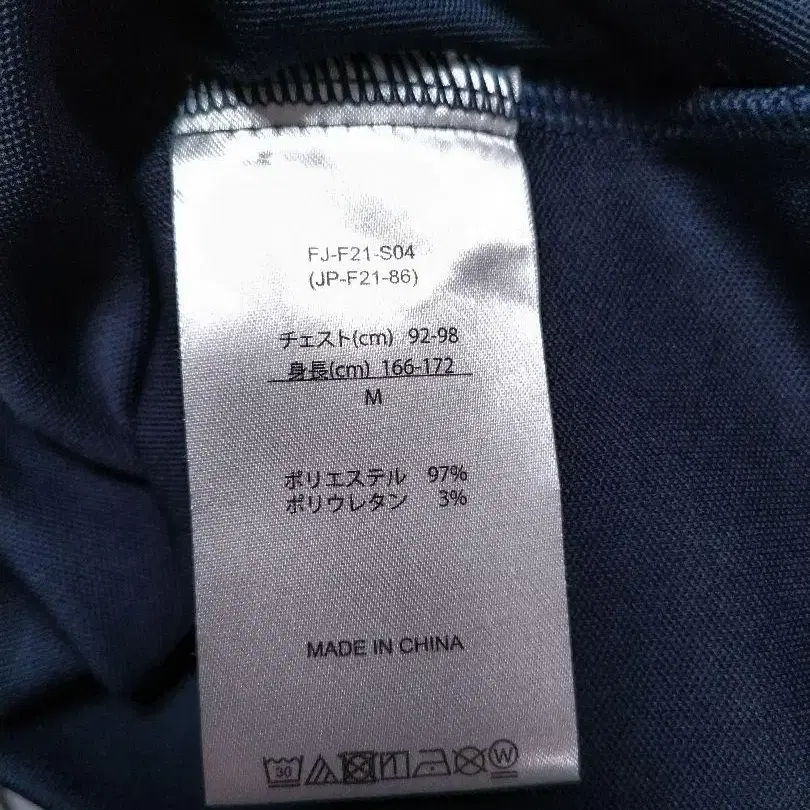 FJ-F21-S04
(JP-F21-86)
チェスト(cm) 92-98
身長(cm) 166-172
M
ポリエステル 97%
ポリウレタン 3%
MADE IN CHINA
30 W